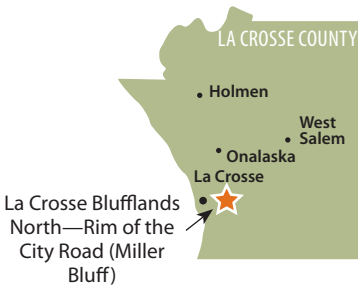 LA CROSSE COUNTY
Holmen
West
Salem
Onalaska
La Crosse
La Crosse Blufflands
North—Rim of the
City Road (Miller
Bluff)